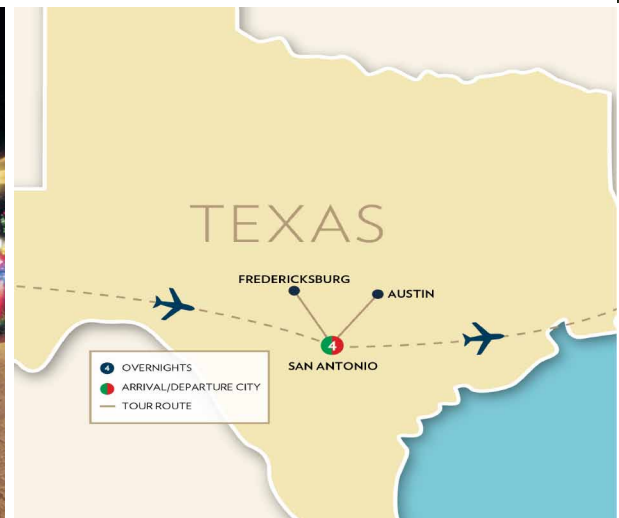 TEXAS
FREDERICKSBURG
AUSTIN
4
SAN ANTONIO
4 OVERNIGHTS
ARRIVAL/DEPARTURE CITY
TOUR ROUTE